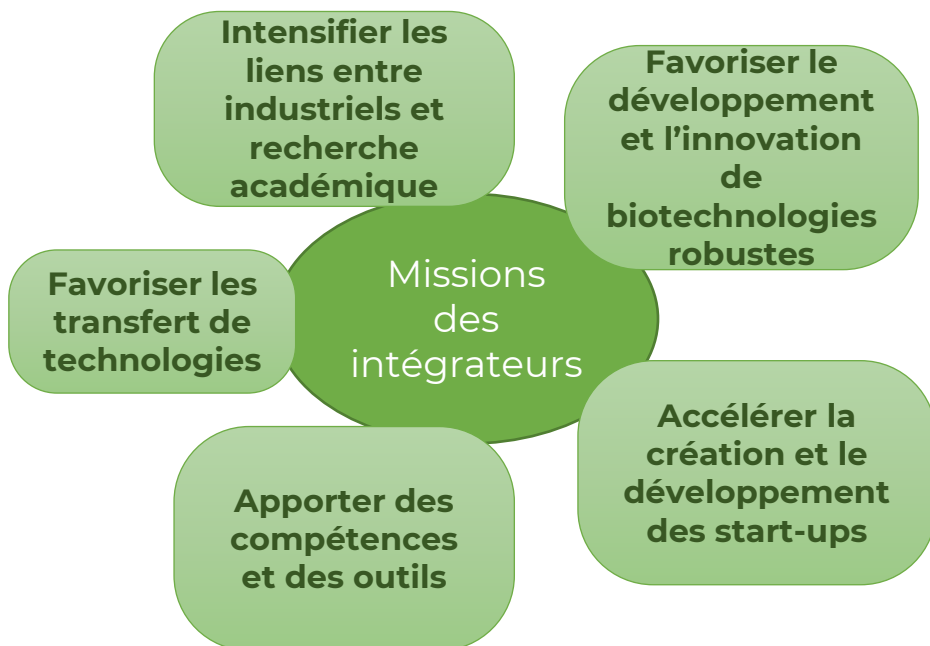 Intensifier les
liens entre
industriels et
recherche
académique
Favoriser le
développement
et l’innovation
de
biotechnologies
robustes
Missions
des
intégrateurs
Favoriser les
transfert de
technologies
Accélérer la
création et le
développement
des start-ups
Apporter des
compétences
et des outils